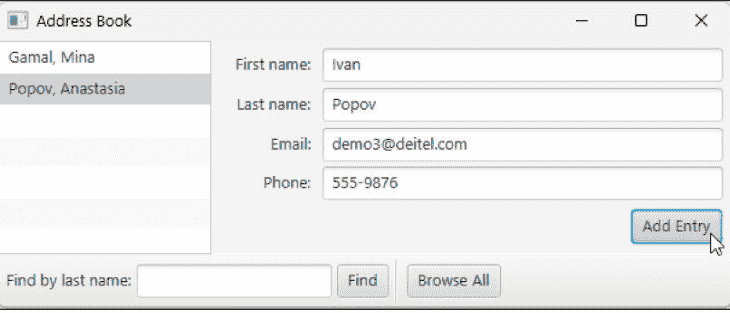 Address Book
Gamal, Mina
Popov, Anastasia
First name: Ivan
Last name: Popov
Email: demo3@deitel.com
Phone: 555-9876
Add Entry
Find by last name: Find Browse All